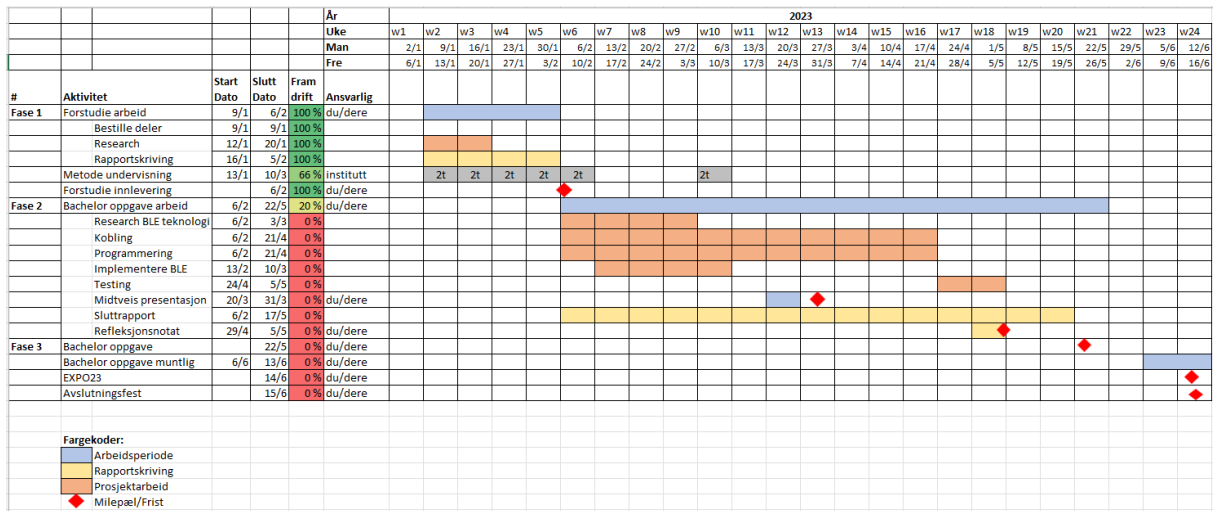 År 2023
Uke w1 w2 w3 w4 w5 w6 w7 w8 w9 w10 w11 w12 w13 w14 w15 w16 w17 w18 w19 w20 w21 w22 w23 w24
Man 2/1 9/1 16/1 23/1 30/1 6/2 13/2 20/2 27/2 6/3 13/3 20/3 27/3 3/4 10/4 17/4 24/4 1/5 8/5 15/5 22/5 29/5 5/6 12/6
Fre 6/1 13/1 20/1 27/1 3/2 10/2 17/2 24/2 3/3 10/3 17/3 24/3 31/3 7/4 14/4 21/4 28/4 5/5 12/5 19/5 26/5 2/6 9/6 16/6
Start Slutt Fram
# Aktivitet Dato Dato drift Ansvarlig
Fase 1 Forstudie arbeid 9/1 6/2 100 % du/dere
Bestille deler 9/1 9/1 100 %
Research 12/1 20/1 100 %
Rapportskriving 16/1 5/2 100 %
Metode undervisning 13/1 10/3 66 % institutt 2t 2t 2t 2t 2t 2t
Forstudie innlevering 6/2 100 % du/dere
Fase 2 Bachelor oppgave arbeid 6/2 22/5 20 % du/dere
Research BLE teknologi 6/2 3/3 0 %
Kobling 6/2 21/4 0 %
Programmering 6/2 21/4 0 %
Implementere BLE 13/2 10/3 0 %
Testing 24/4 5/5 0 %
Midtveis presentasjon 20/3 31/3 0 % du/dere
Sluttrapport 6/2 17/5 0 %
Refleksjonsnotat 29/4 5/5 0 % du/dere
Fase 3 Bachelor oppgave 22/5 0 % du/dere
Bachelor oppgave muntlig 6/6 13/6 0 % du/dere
EXPO23 14/6 0 % du/dere
Avslutningsfest 15/6 0 % du/dere
Fargekoder:
Arbeidsperiode
Rapportskriving
Prosjektarbeid
Milepæl/Frist